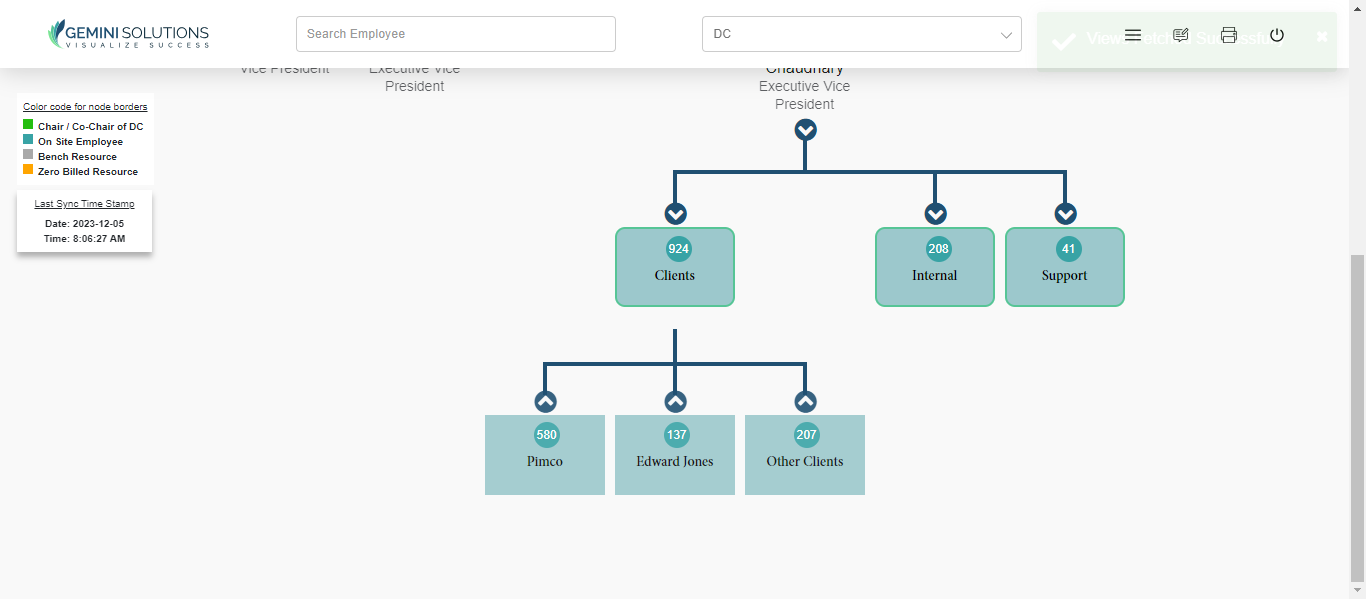 GEMINI SOLUTIONS
VISUALIZE SUCCESS
Search Employee
DC
Vice President
Executive Vice
President
Chaudhary
Executive Vice
President
Color code for node borders
Chair / Co-Chair of DC
On Site Employee
Bench Resource
Zero Billed Resource
Last Sync Time Stamp
Date: 2023-12-05
Time: 8:06:27 AM
924
Clients
208
Internal
41
Support
580
Pimco
137
Edward Jones
207
Other Clients